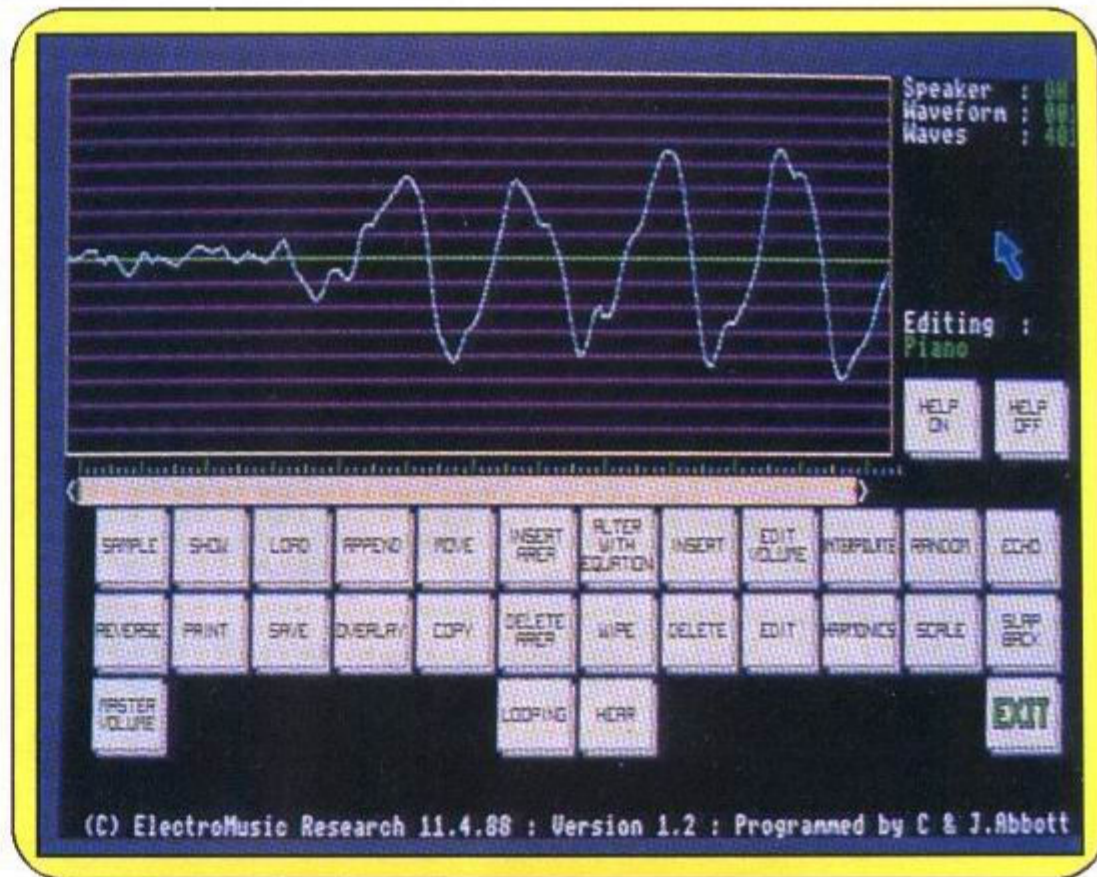 Speaker :
Waveform :
Waves :
Editing :
Piano
HELP ON
HELP OFF
SAMPLE
SHOW
LOAD
APPEND
MOVE
INSERT AREA
ALTER WITH EQUATION
INSERT
EDIT VOLUME
INTERPOLATE
RANDOM
ECHO
REVERSE
PRINT
SAVE
OVERLAY
COPY
DELETE AREA
WIPE
DELETE
EDIT
HARMONICS
SCALE
SLAP BACK
MASTER VOLUME
LOOPING
HEAR
EXIT
(C) ElectroMusic Research 11.4.88 : Version 1.2 : Programmed by C & J.Abbott